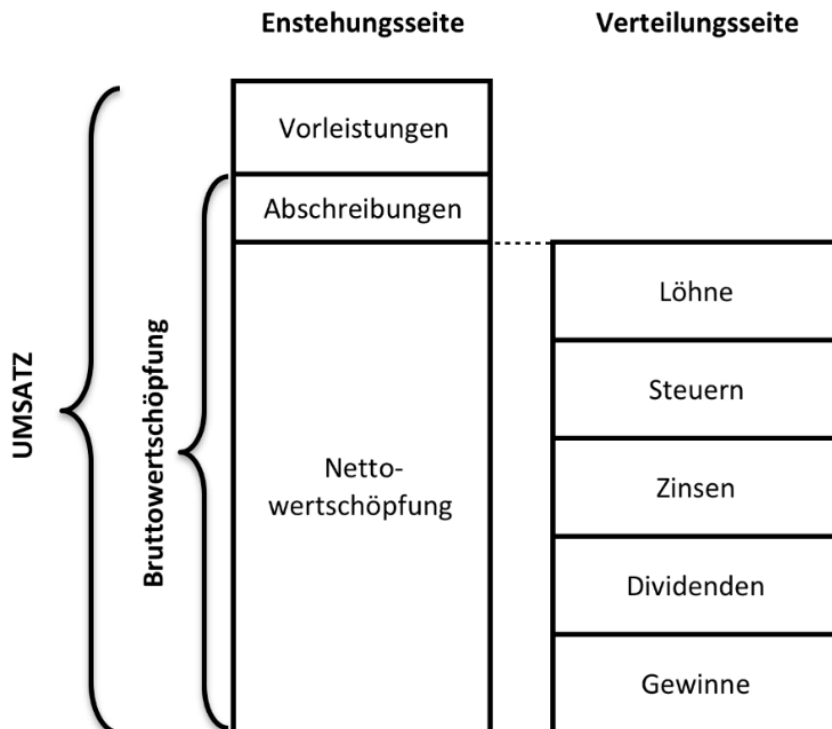 Enstehungsseite
Verteilungsseite
Vorleistungen
Abschreibungen
Löhne
Steuern
UMSATZ
Bruttowertschöpfung
Netto-
wertschöpfung
Zinsen
Dividenden
Gewinne